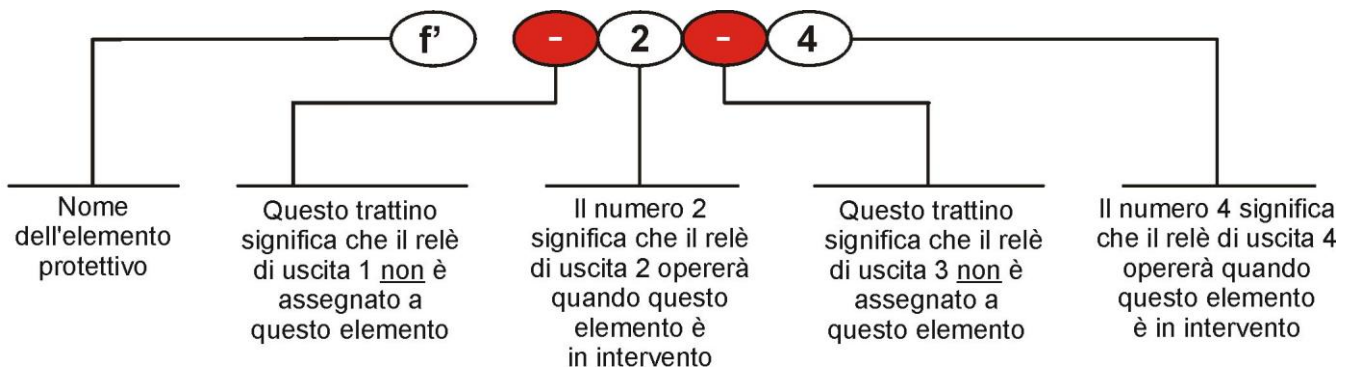 f' - 2 - 4
Nome
dell'elemento
protettivo
Questo trattino
significa che il relè
di uscita 1 non è
assegnato a
questo elemento
Il numero 2
significa che il relè
di uscita 2 opererà
quando questo
elemento è
in intervento
Questo trattino
significa che il relè
di uscita 3 non è
assegnato a
questo elemento
Il numero 4 significa
che il relè di uscita 4
opererà quando
questo elemento
è in intervento